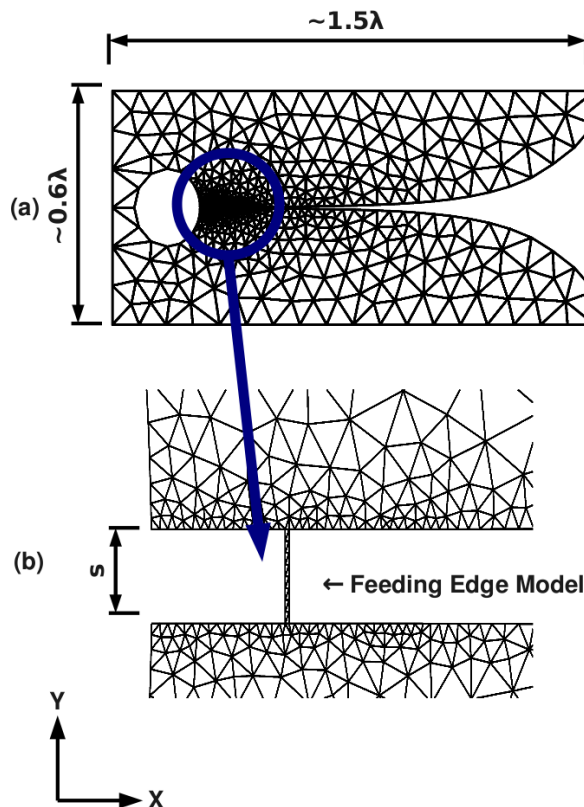 ~1.5λ
(a)
~0.6λ
(b)
s
← Feeding Edge Model
Y
X